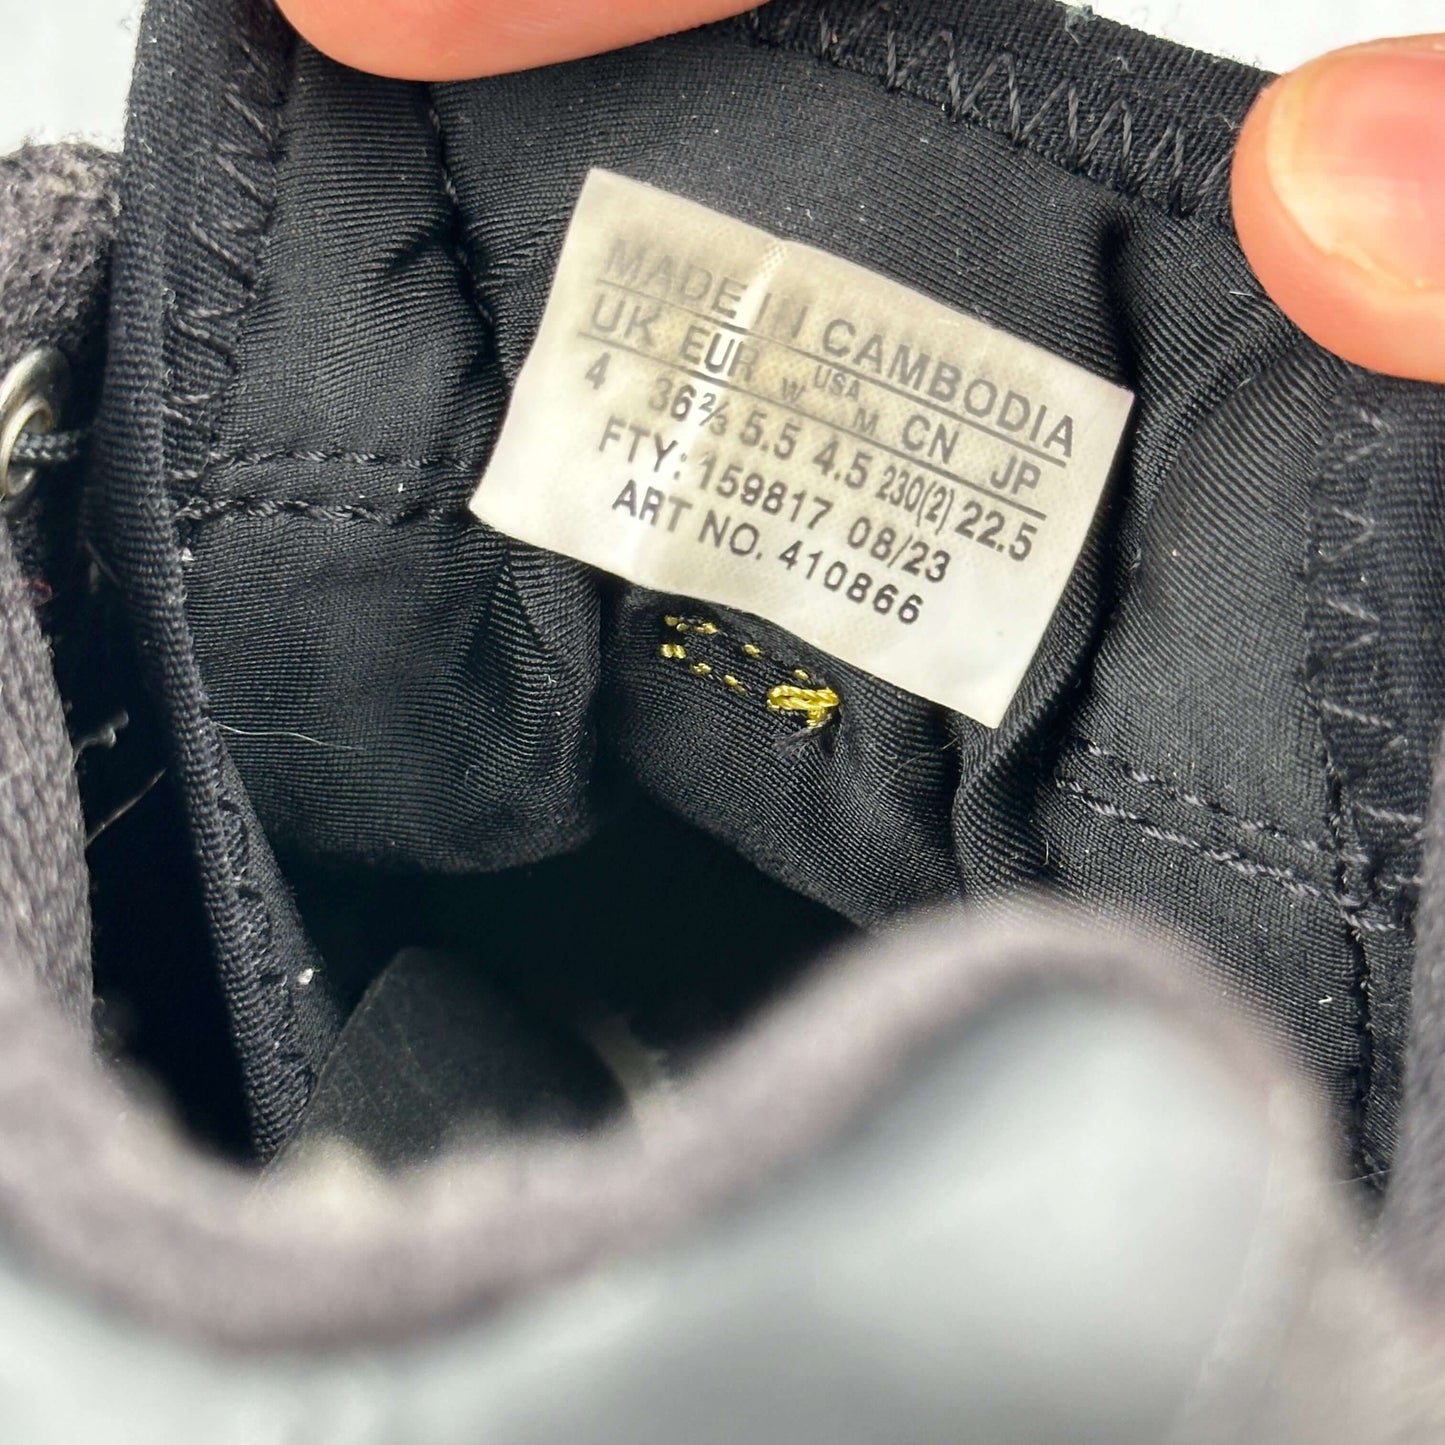 MADE IN CAMBODIA
UK EUR W USA M CN JP
4 36⅔ 5.5 4.5 230(2) 22.5
FTY: 159817 08/23
ART NO. 410866